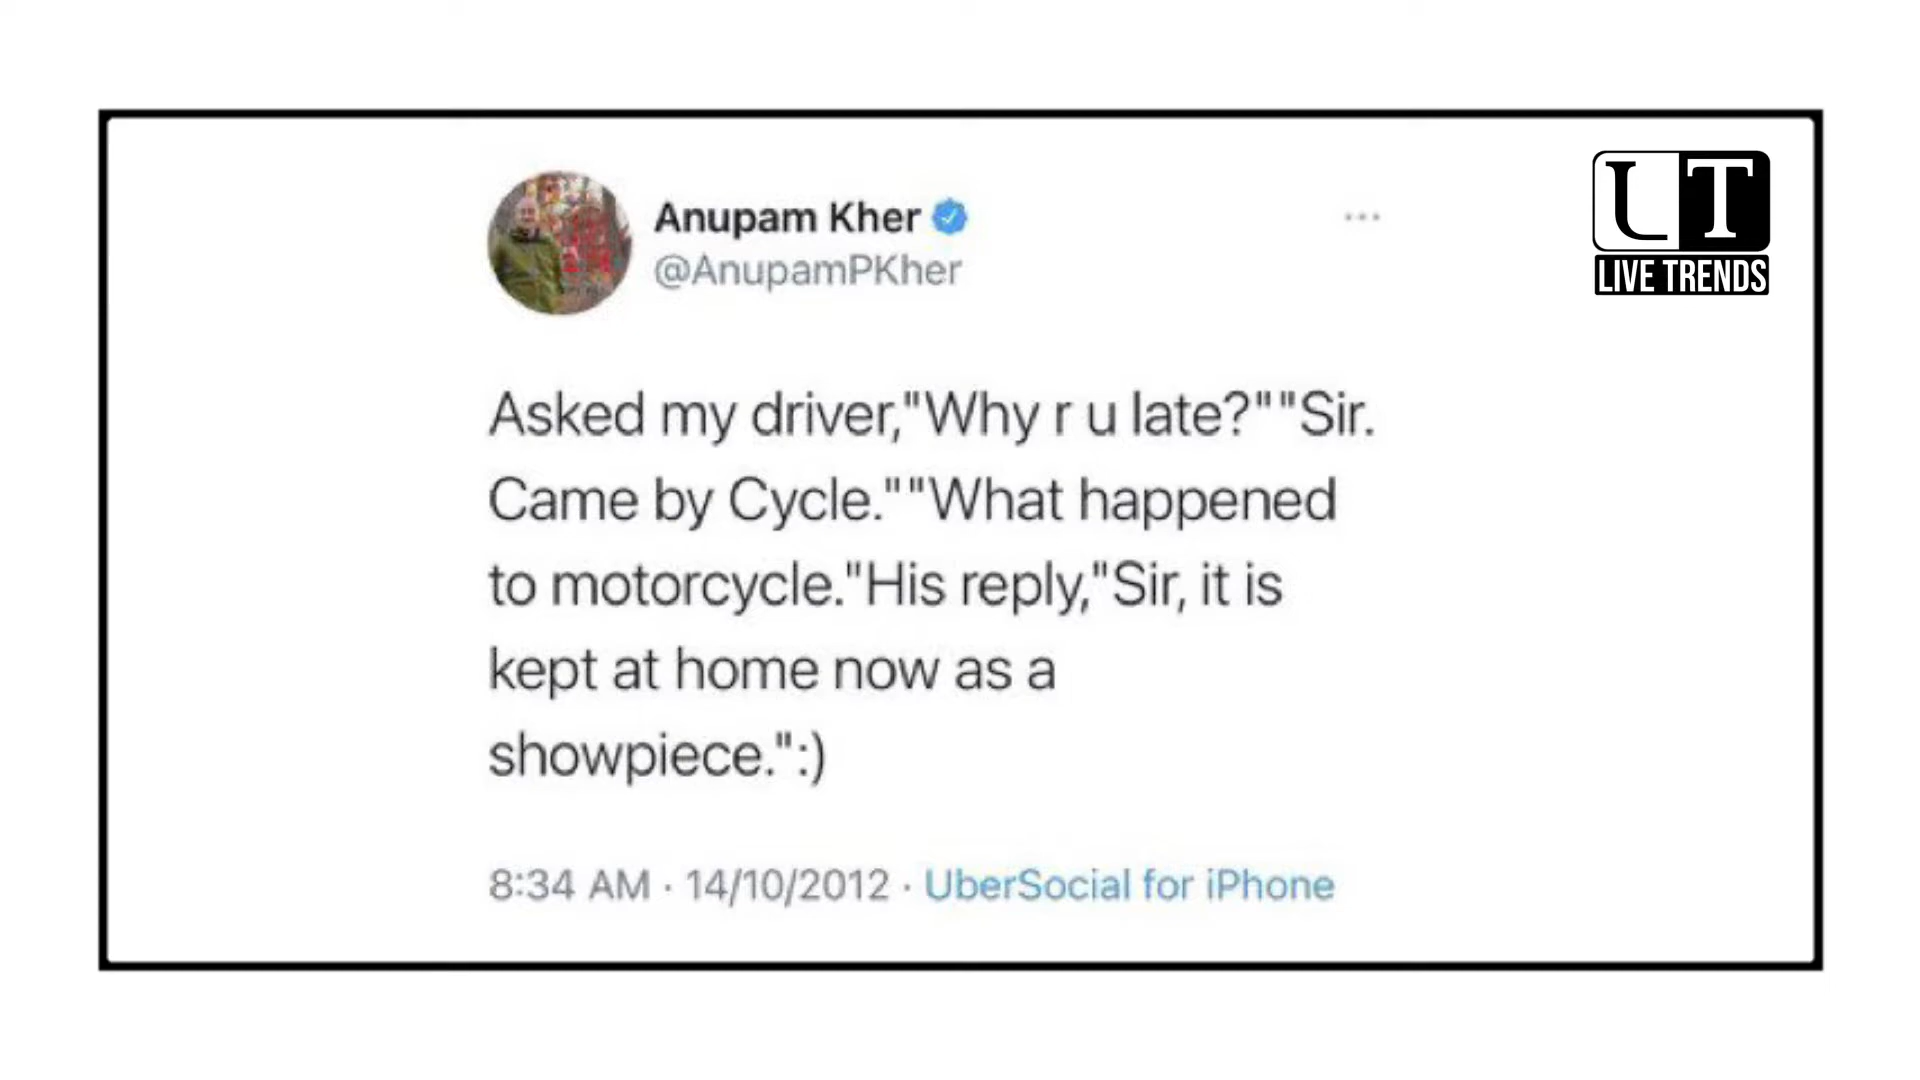 Anupam Kher
@AnupamPKher
LT
LIVE TRENDS
Asked my driver,"Why r u late?""Sir.
Came by Cycle.""What happened
to motorcycle."His reply,"Sir, it is
kept at home now as a
showpiece.":)
8:34 AM · 14/10/2012 · UberSocial for iPhone